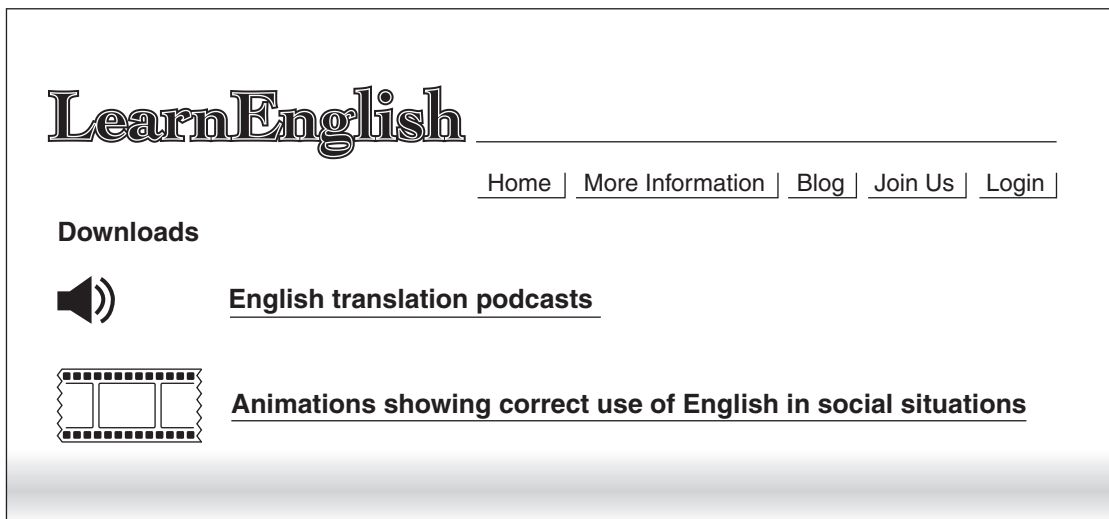 LearnEnglish
Home | More Information | Blog | Join Us | Login |
Downloads
English translation podcasts
Animations showing correct use of English in social situations